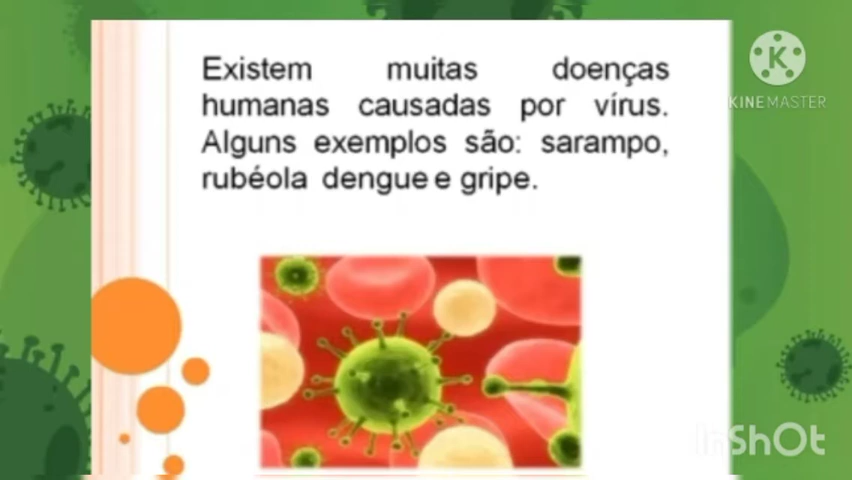 Existem muitas doenças
humanas causadas por vírus.
Alguns exemplos são: sarampo,
rubéola dengue e gripe.
K
KINEMASTER
InShOt